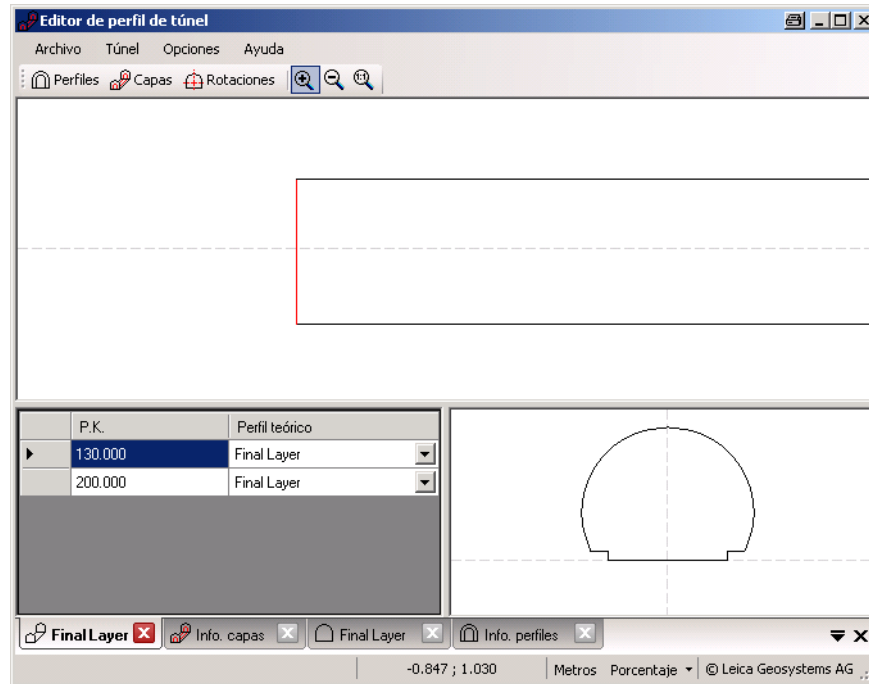 Editor de perfil de túnel
Archivo Túnel Opciones Ayuda
Perfiles Capas Rotaciones
P.K. Perfil teórico
130.000 Final Layer
200.000 Final Layer
Final Layer Info. capas Final Layer Info. perfiles
-0.847 ; 1.030 Metros Porcentaje © Leica Geosystems AG